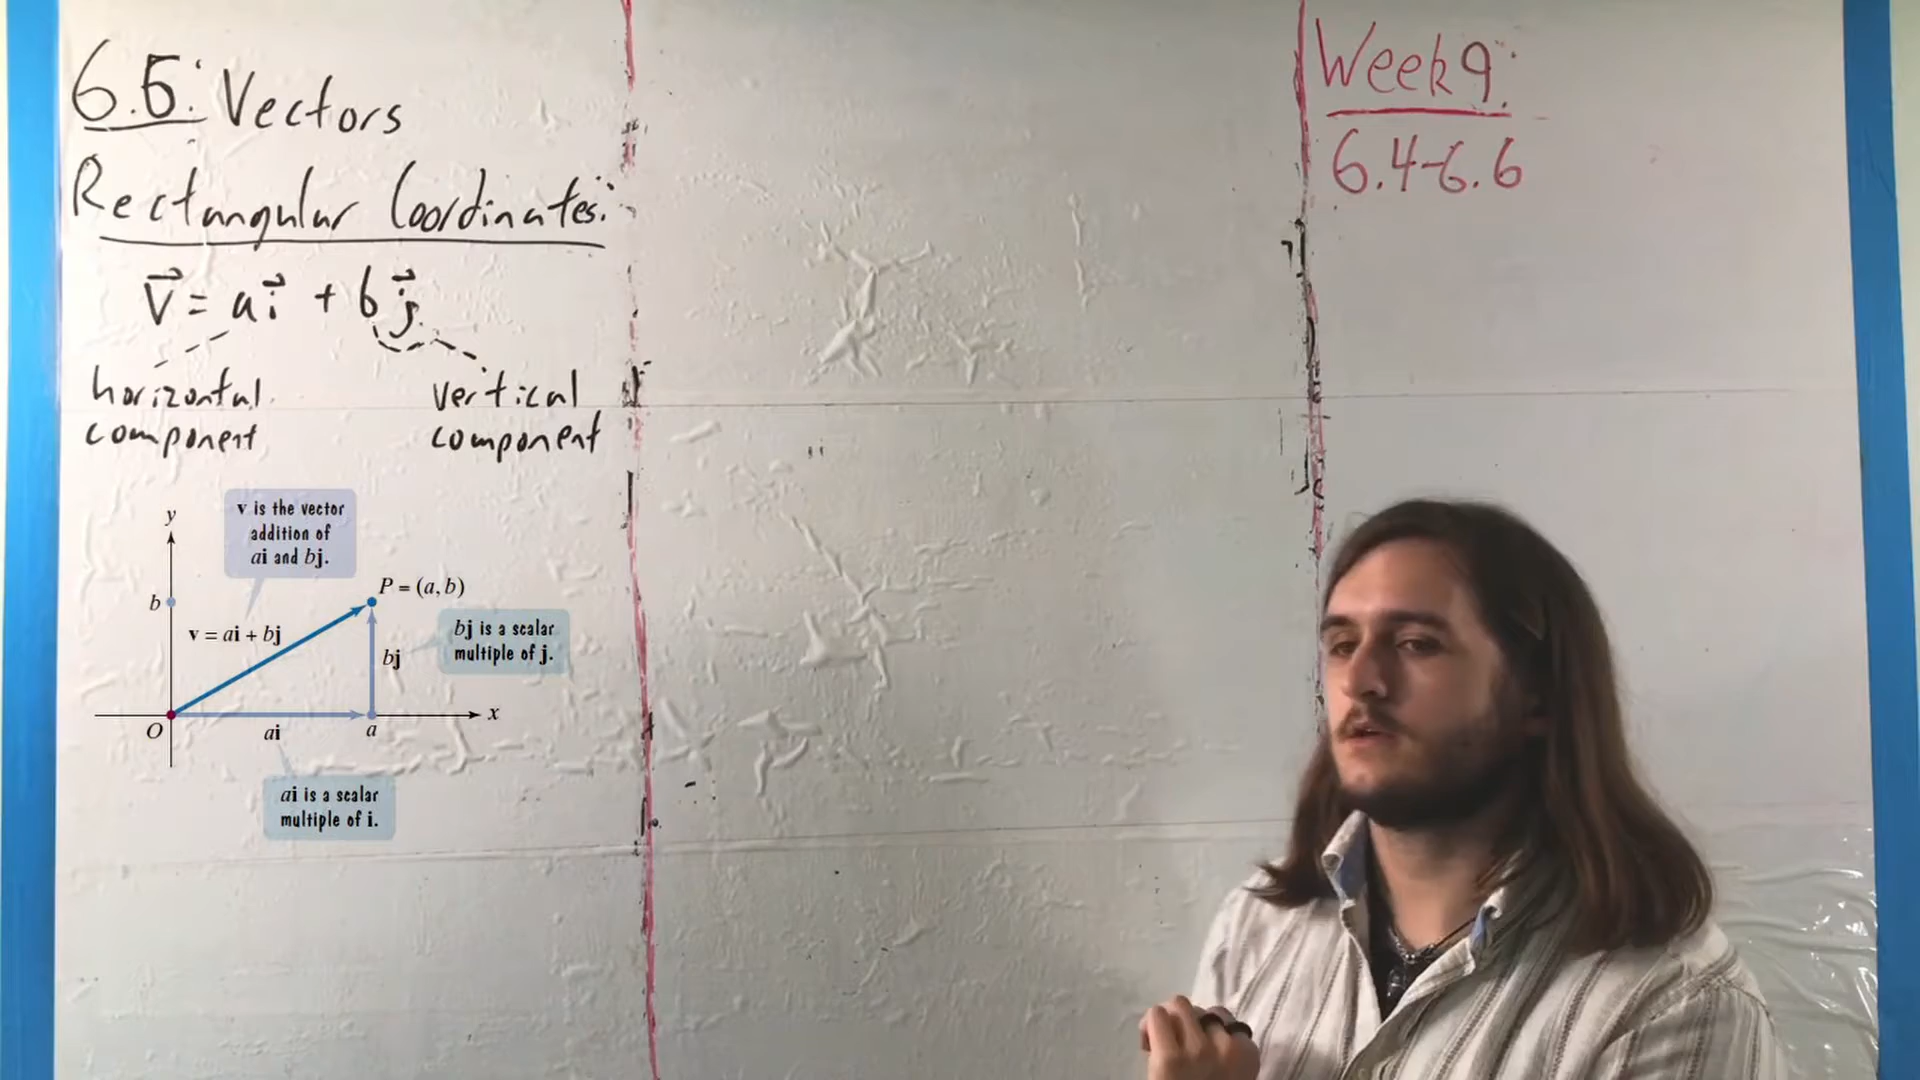 6.5: Vectors
Rectangular Coordinates:
v⃗ = ai⃗ + bj⃗
horizontal component
vertical component
v is the vector
addition of
ai and bj.
y
b
P = (a, b)
v = ai + bj
bj
bj is a scalar
multiple of j.
O
ai
a
x
ai is a scalar
multiple of i.
Week 9:
6.4-6.6